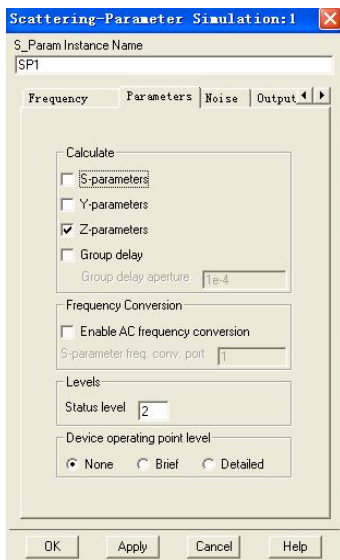 Scattering-Parameter Simulation:1
S_Param Instance Name
SP1
Frequency Parameters Noise Output
Calculate
S-parameters
Y-parameters
Z-parameters
Group delay
Group delay aperture 1e-4
Frequency Conversion
Enable AC frequency conversion
S-parameter freq. conv. port 1
Levels
Status level 2
Device operating point level
None Brief Detailed
OK Apply Cancel Help